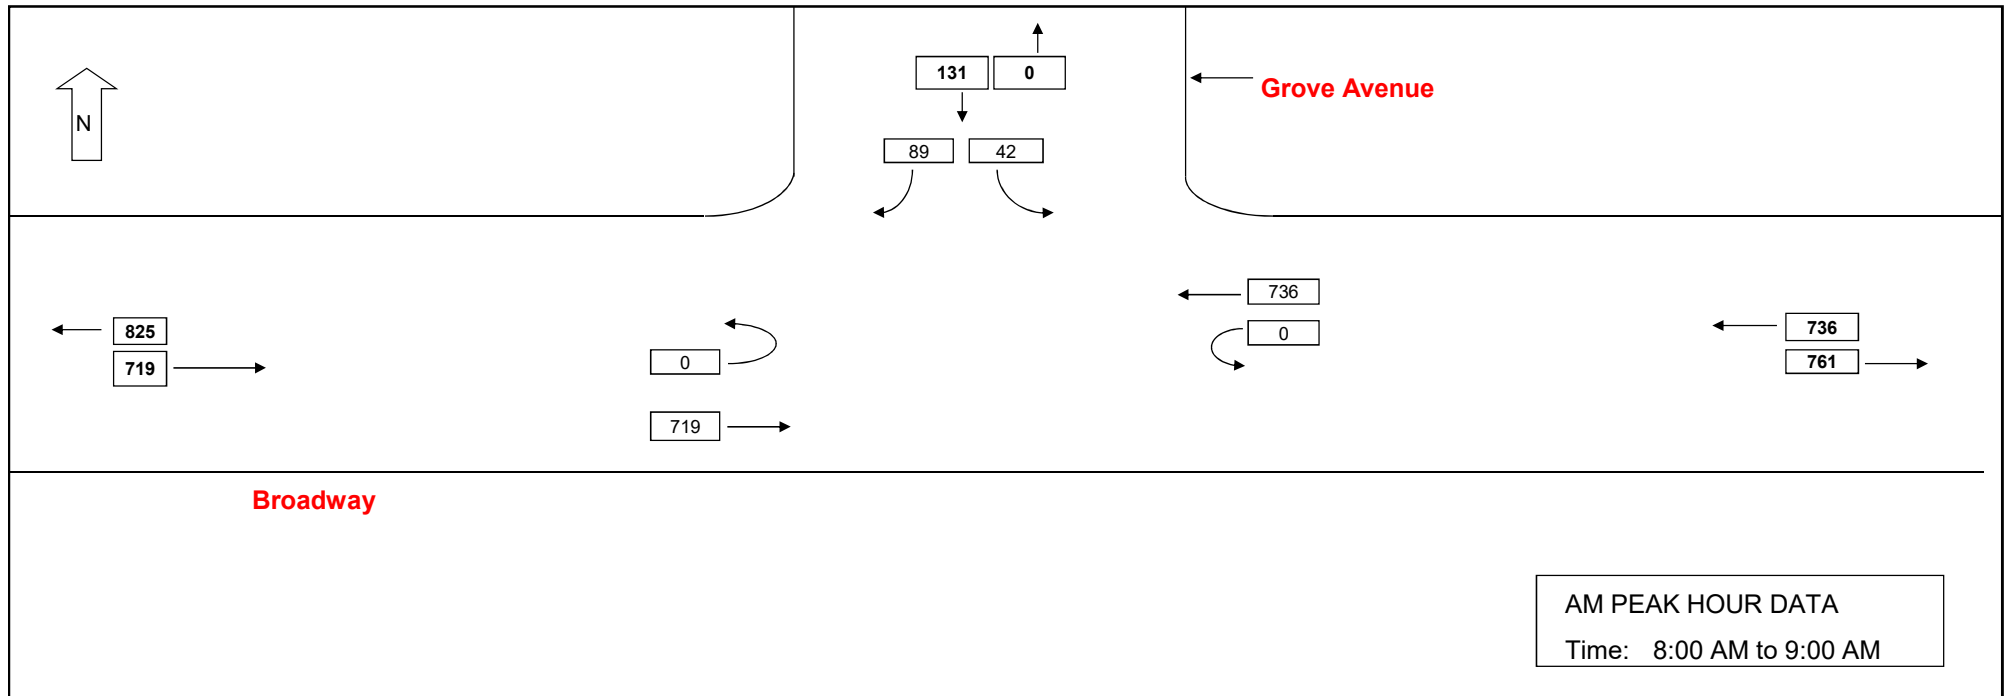 131 0
Grove Avenue
N
89 42
736
0
825
719
736
761
0
719
Broadway
AM PEAK HOUR DATA
Time: 8:00 AM to 9:00 AM